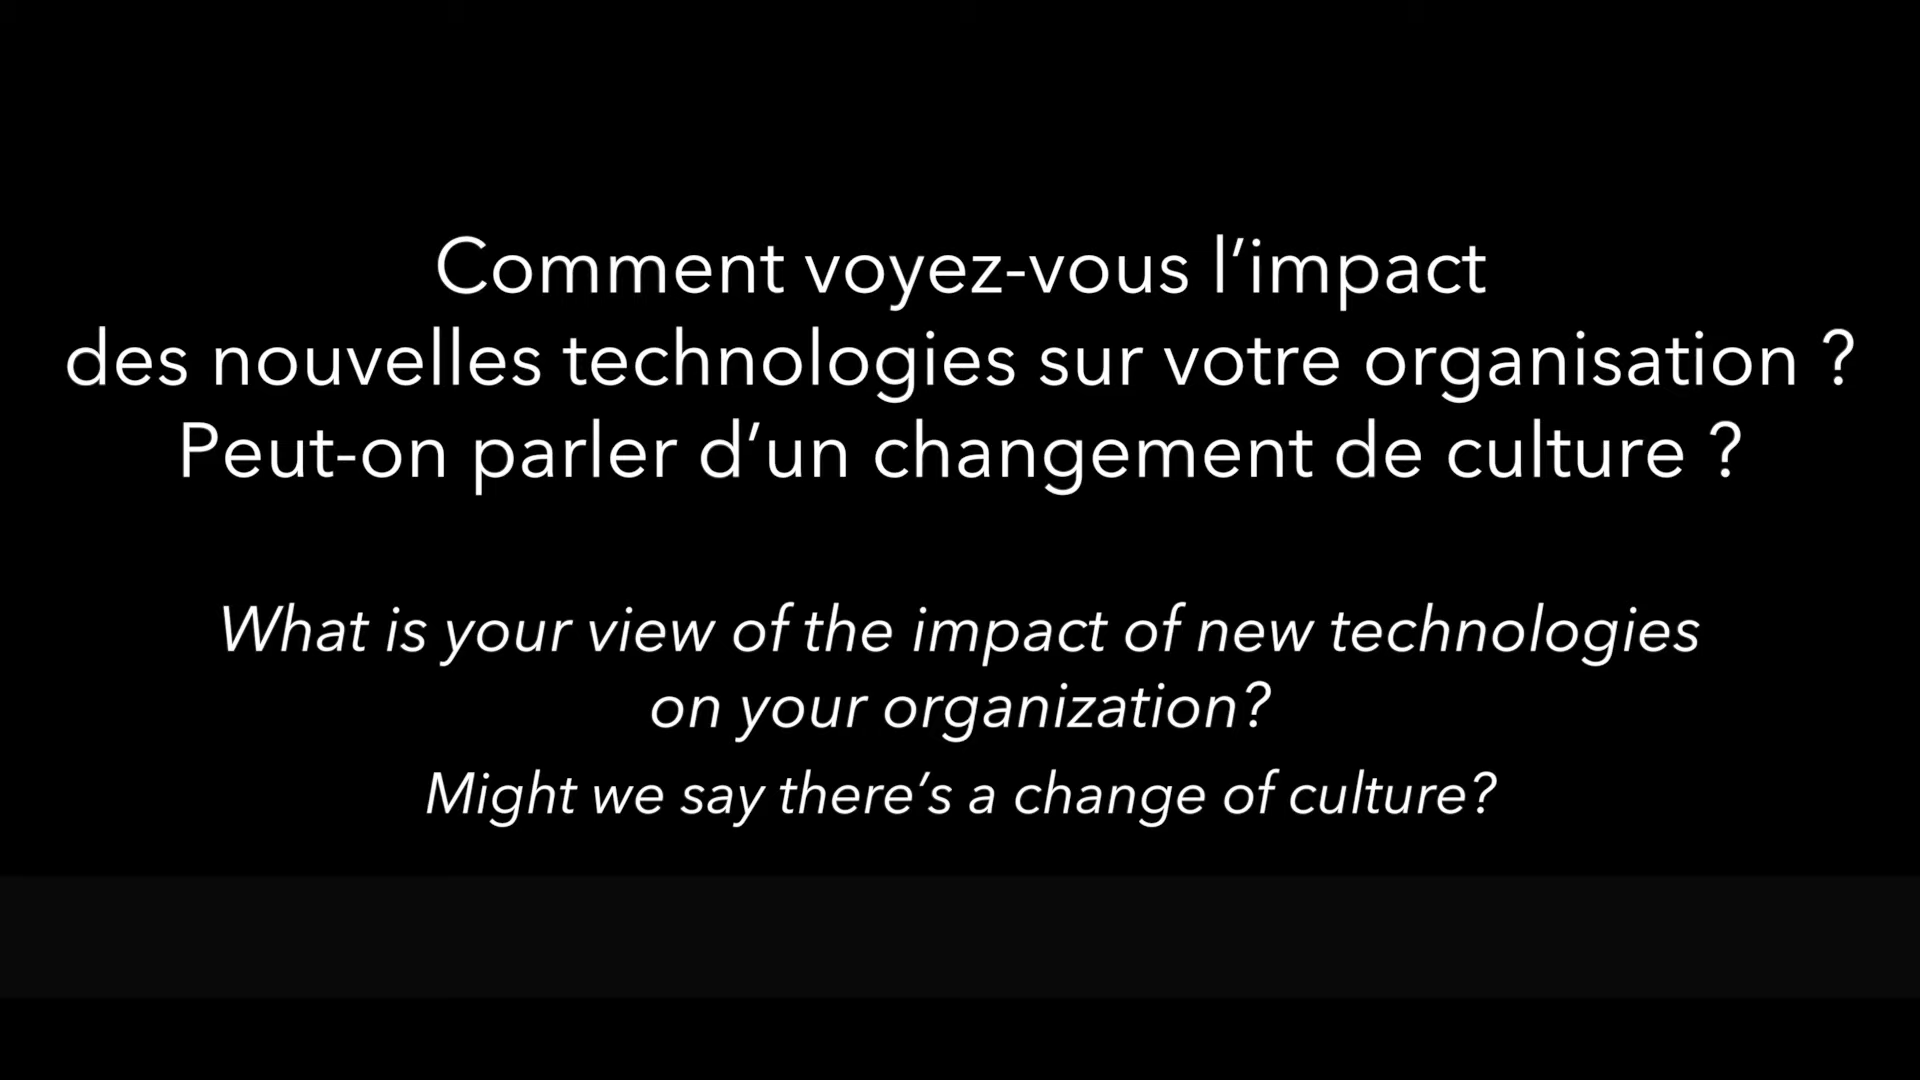 Comment voyez-vous l’impact
des nouvelles technologies sur votre organisation ?
Peut-on parler d’un changement de culture ?
What is your view of the impact of new technologies
on your organization?
Might we say there’s a change of culture?